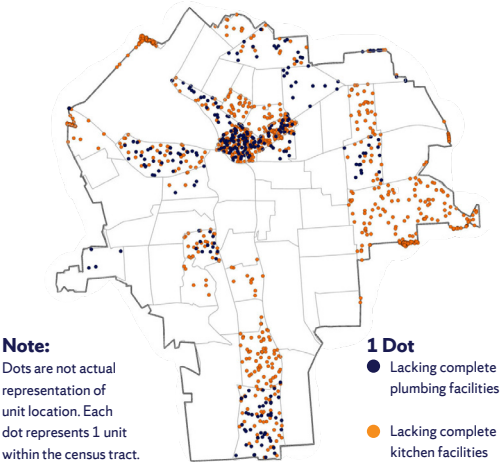 Note:
Dots are not actual
representation of
unit location. Each
dot represents 1 unit
within the census tract.
1 Dot
Lacking complete
plumbing facilities
Lacking complete
kitchen facilities